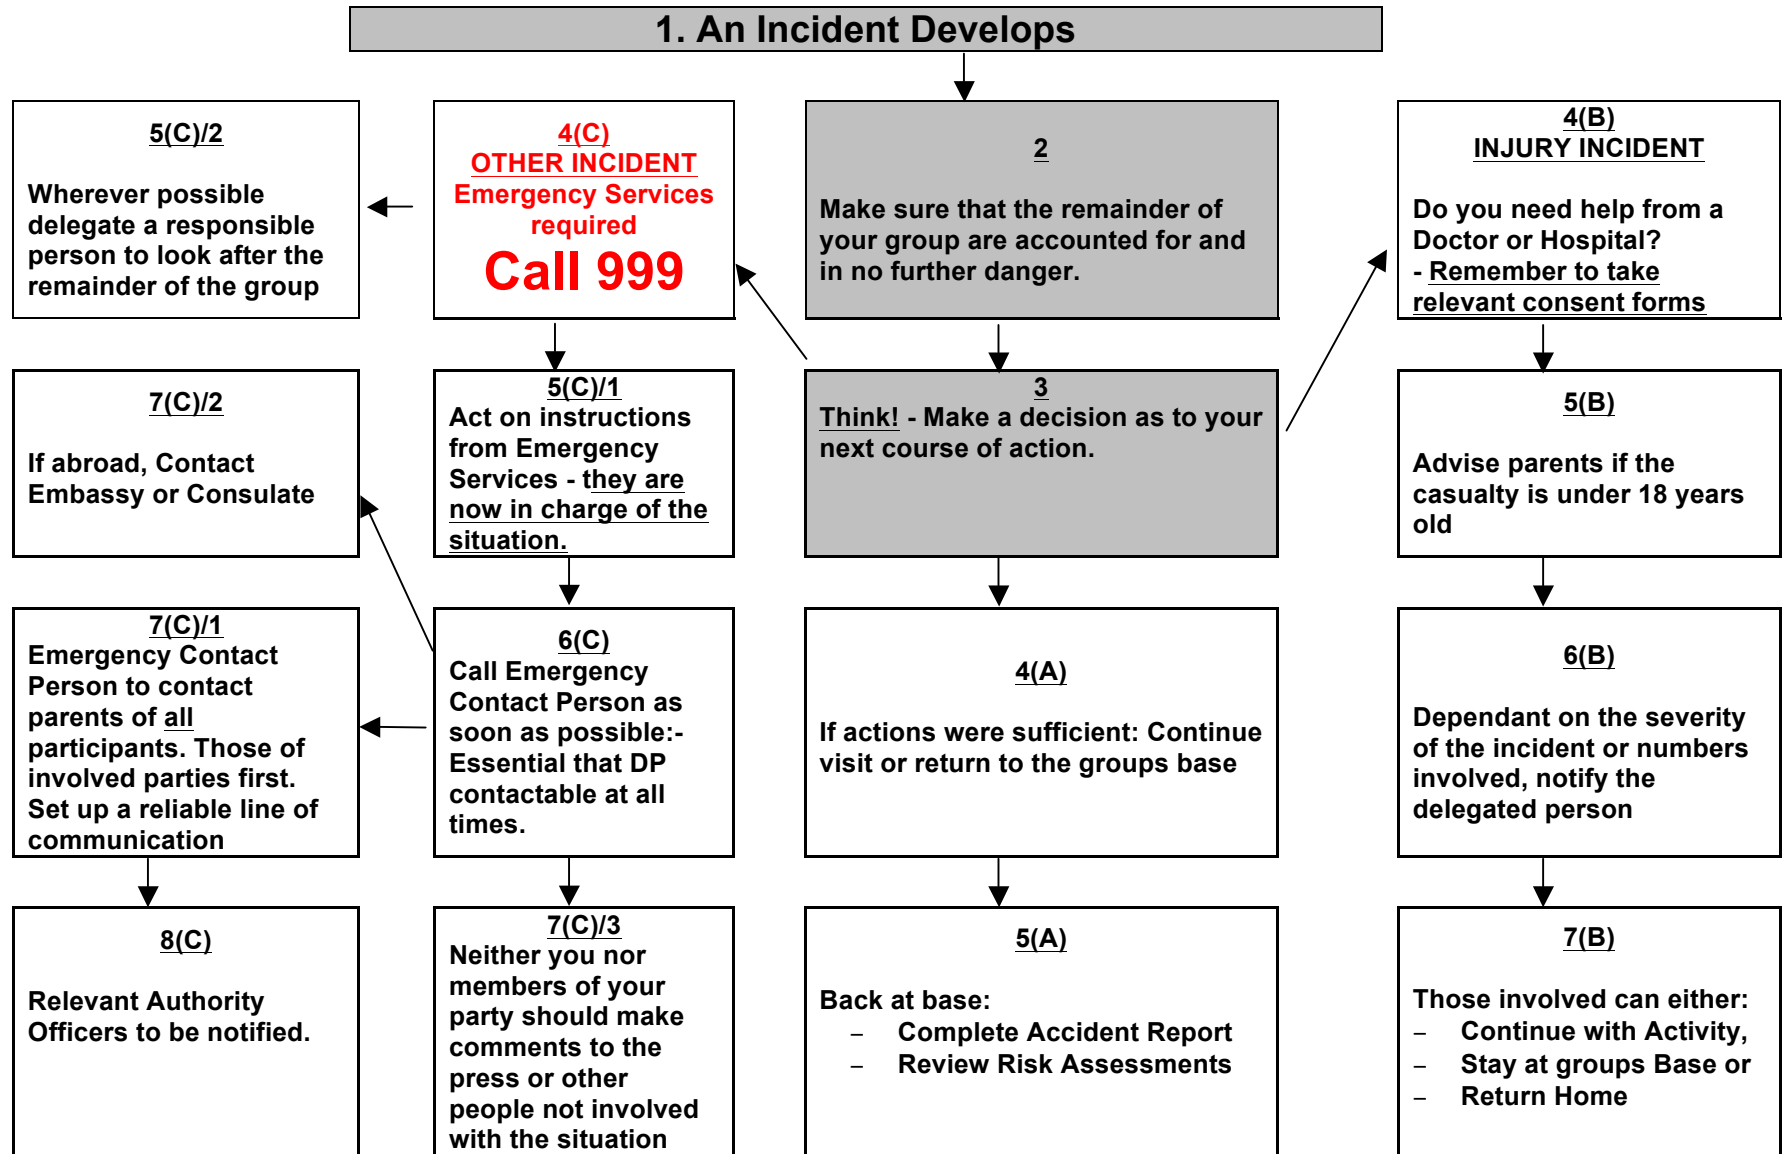 1. An Incident Develops
5(C)/2
Wherever possible
delegate a responsible
person to look after the
remainder of the group
4(C)
OTHER INCIDENT
Emergency Services
required
Call 999
2
Make sure that the remainder of
your group are accounted for and
in no further danger.
4(B)
INJURY INCIDENT
Do you need help from a
Doctor or Hospital?
- Remember to take
relevant consent forms
7(C)/2
If abroad, Contact
Embassy or Consulate
5(C)/1
Act on instructions
from Emergency
Services - they are
now in charge of the
situation.
3
Think! - Make a decision as to your
next course of action.
5(B)
Advise parents if the
casualty is under 18 years
old
7(C)/1
Emergency Contact
Person to contact
parents of all
participants. Those of
involved parties first.
Set up a reliable line of
communication
6(C)
Call Emergency
Contact Person as
soon as possible:-
Essential that DP
contactable at all
times.
4(A)
If actions were sufficient: Continue
visit or return to the groups base
6(B)
Dependant on the severity
of the incident or numbers
involved, notify the
delegated person
8(C)
Relevant Authority
Officers to be notified.
7(C)/3
Neither you nor
members of your
party should make
comments to the
press or other
people not involved
with the situation
5(A)
Back at base:
– Complete Accident Report
– Review Risk Assessments
7(B)
Those involved can either:
– Continue with Activity,
– Stay at groups Base or
– Return Home